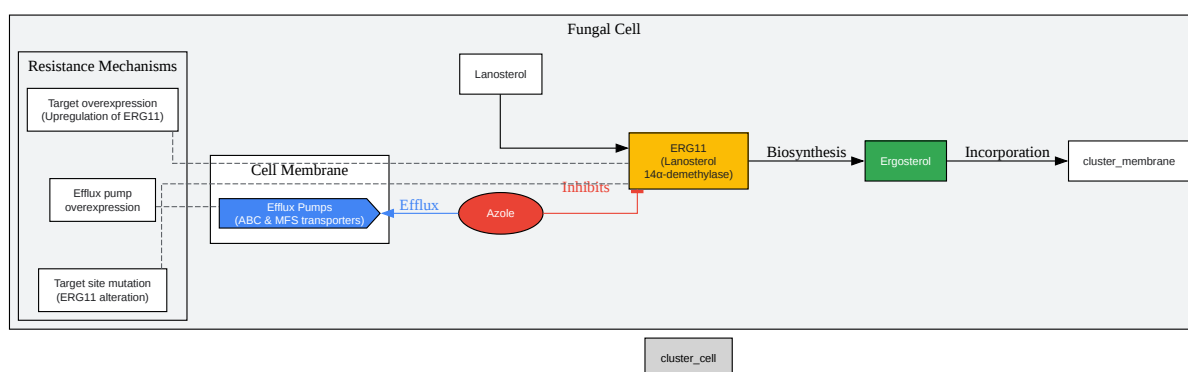 Fungal Cell
Resistance Mechanisms
Target overexpression
(Upregulation of ERG11)
Efflux pump
overexpression
Target site mutation
(ERG11 alteration)
Cell Membrane
Efflux Pumps
(ABC & MFS transporters)
Efflux
Azole
Inhibits
Lanosterol
ERG11
(Lanosterol
14α-demethylase)
Biosynthesis
Ergosterol
Incorporation
cluster_membrane
cluster_cell